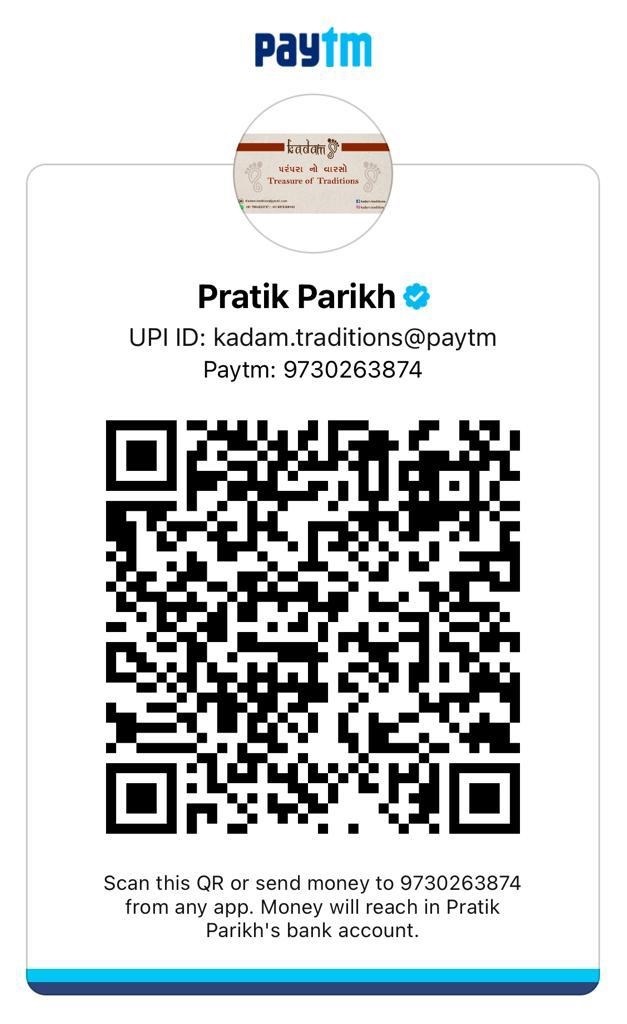 paytm
kadam
પરંપરા નો વારસો
Treasure of Traditions
Pratik Parikh
UPI ID: kadam.traditions@paytm
Paytm: 9730263874
Scan this QR or send money to 9730263874
from any app. Money will reach in Pratik
Parikh's bank account.